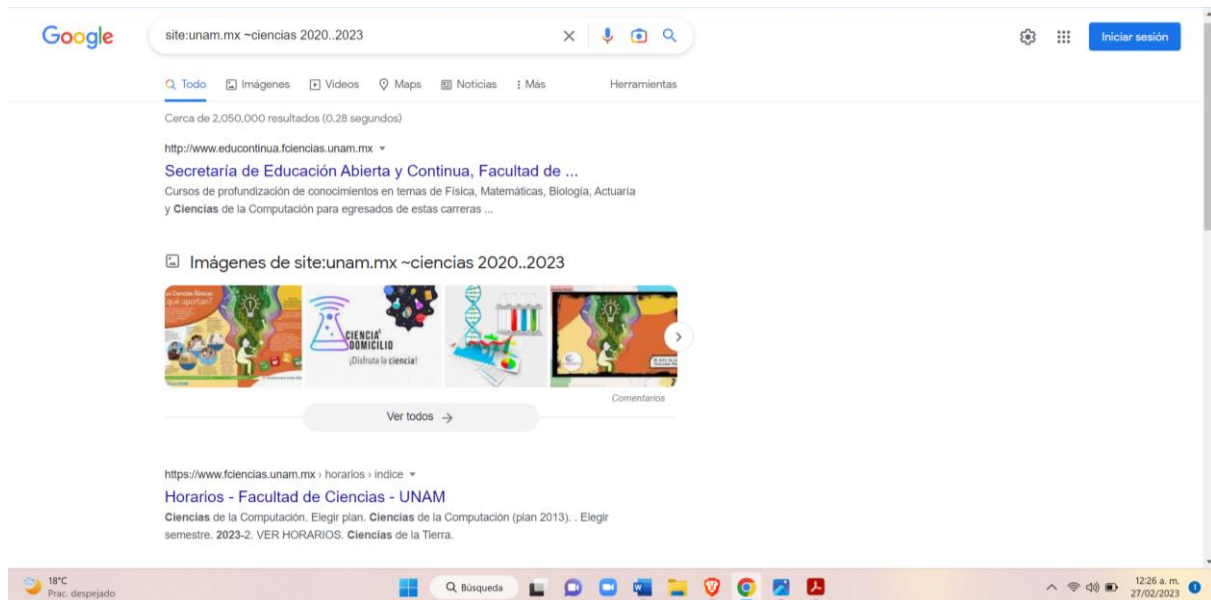 Google
site:unam.mx ~ciencias 2020..2023
Iniciar sesión
Todo
Imágenes
Videos
Maps
Noticias
Más
Herramientas
Cerca de 2,050,000 resultados (0.28 segundos)
http://www.educontinua.fciencias.unam.mx
Secretaría de Educación Abierta y Continua, Facultad de ...
Cursos de profundización de conocimientos en temas de Física, Matemáticas, Biología, Actuaría
y Ciencias de la Computación para egresados de estas carreras ...
Imágenes de site:unam.mx ~ciencias 2020..2023
qué aportan?
CIENCIA A
DOMICILIO
¡Disfruta la ciencia!
Comentarios
Ver todos →
https://www.fciencias.unam.mx › horarios › indice
Horarios - Facultad de Ciencias - UNAM
Ciencias de la Computación. Elegir plan. Ciencias de la Computación (plan 2013). . Elegir
semestre. 2023-2. VER HORARIOS. Ciencias de la Tierra.
18°C
Prac. despejado
Búsqueda
12:26 a. m.
27/02/2023
1